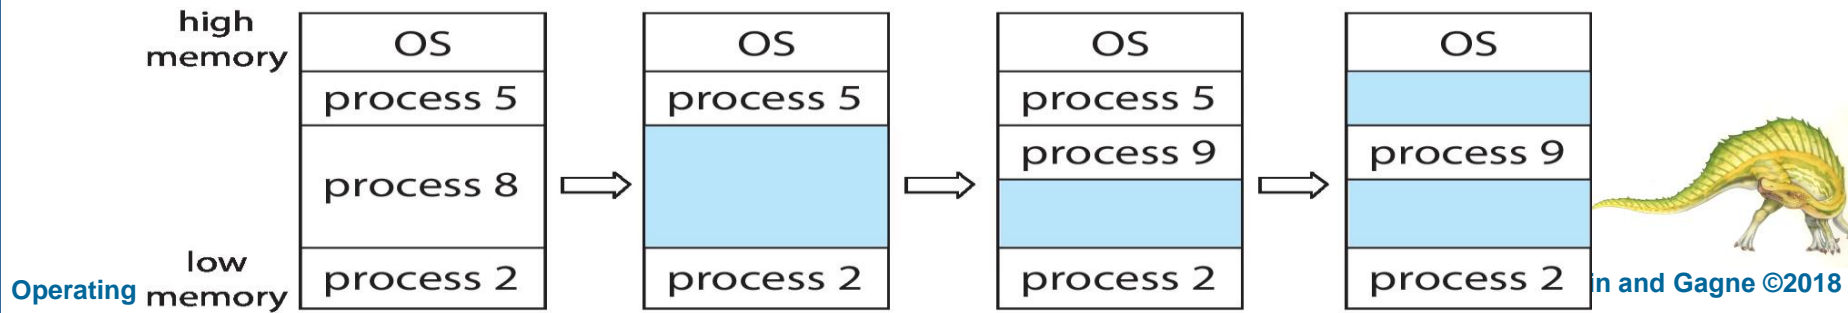 high
memory
OS
process 5
process 8
process 2
low
memory
OS
process 5
process 2
OS
process 5
process 9
process 2
OS
process 9
process 2
Operating
and Gagne ©2018